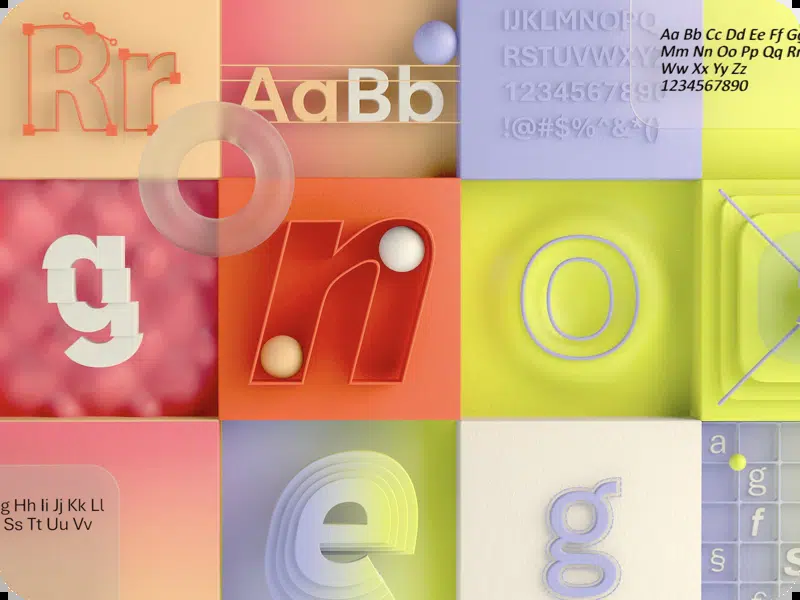 Rr
AaBb
IJKLMNOPQ
RSTUVWXYZ
1234567890
!@#$%^&*()
Aa Bb Cc Dd Ee Ff Gg
Mm Nn Oo Pp Qq Rr
Ww Xx Yy Zz
1234567890
g
n
o
g Hh Ii Jj Kk Ll
Ss Tt Uu Vv
e
g
a
g
f
§
s
£